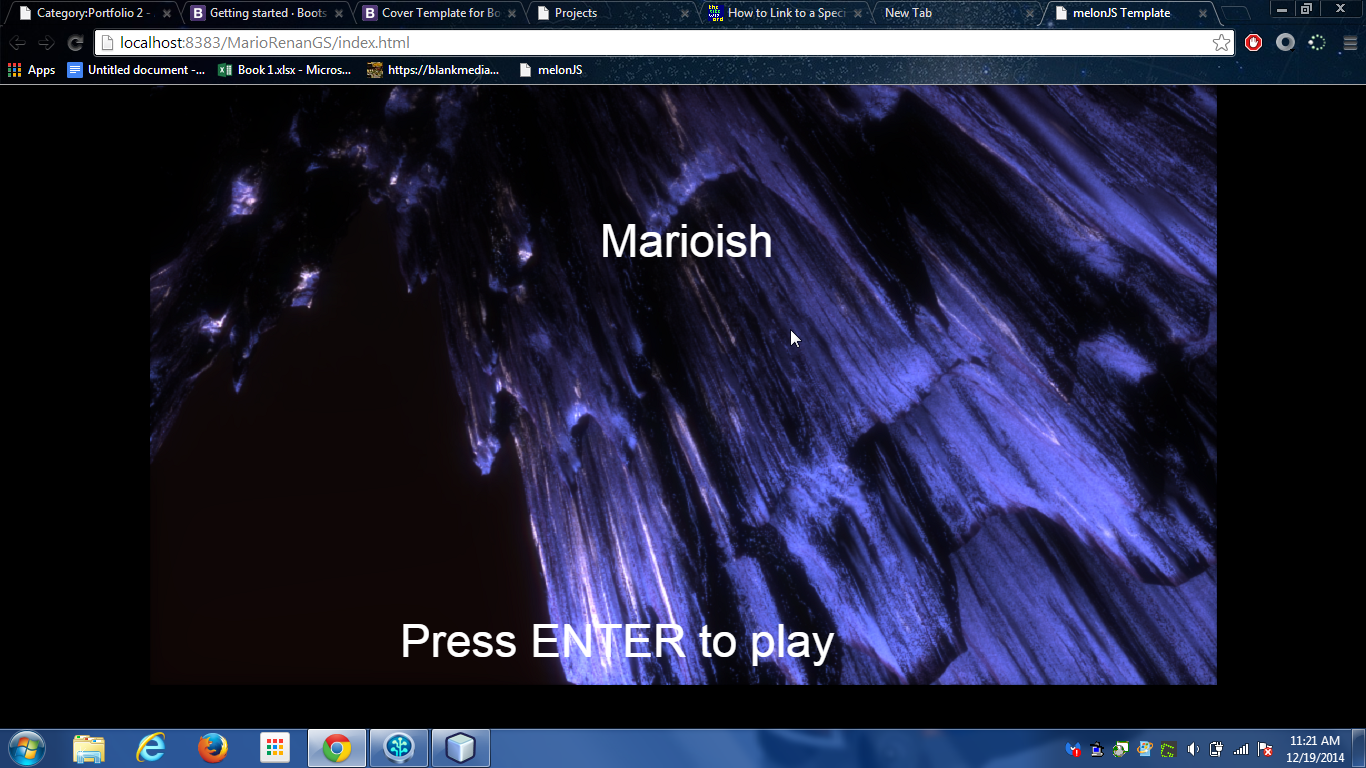 Category:Portfolio 2 -
Getting started · Boots
Cover Template for Bo
Projects
How to Link to a Speci
New Tab
melonJS Template
localhost:8383/MarioRenanGS/index.html
Apps
Untitled document -...
Book 1.xlsx - Micros...
https://blankmedia...
melonJS
Marioish
Press ENTER to play
11:21 AM
12/19/2014